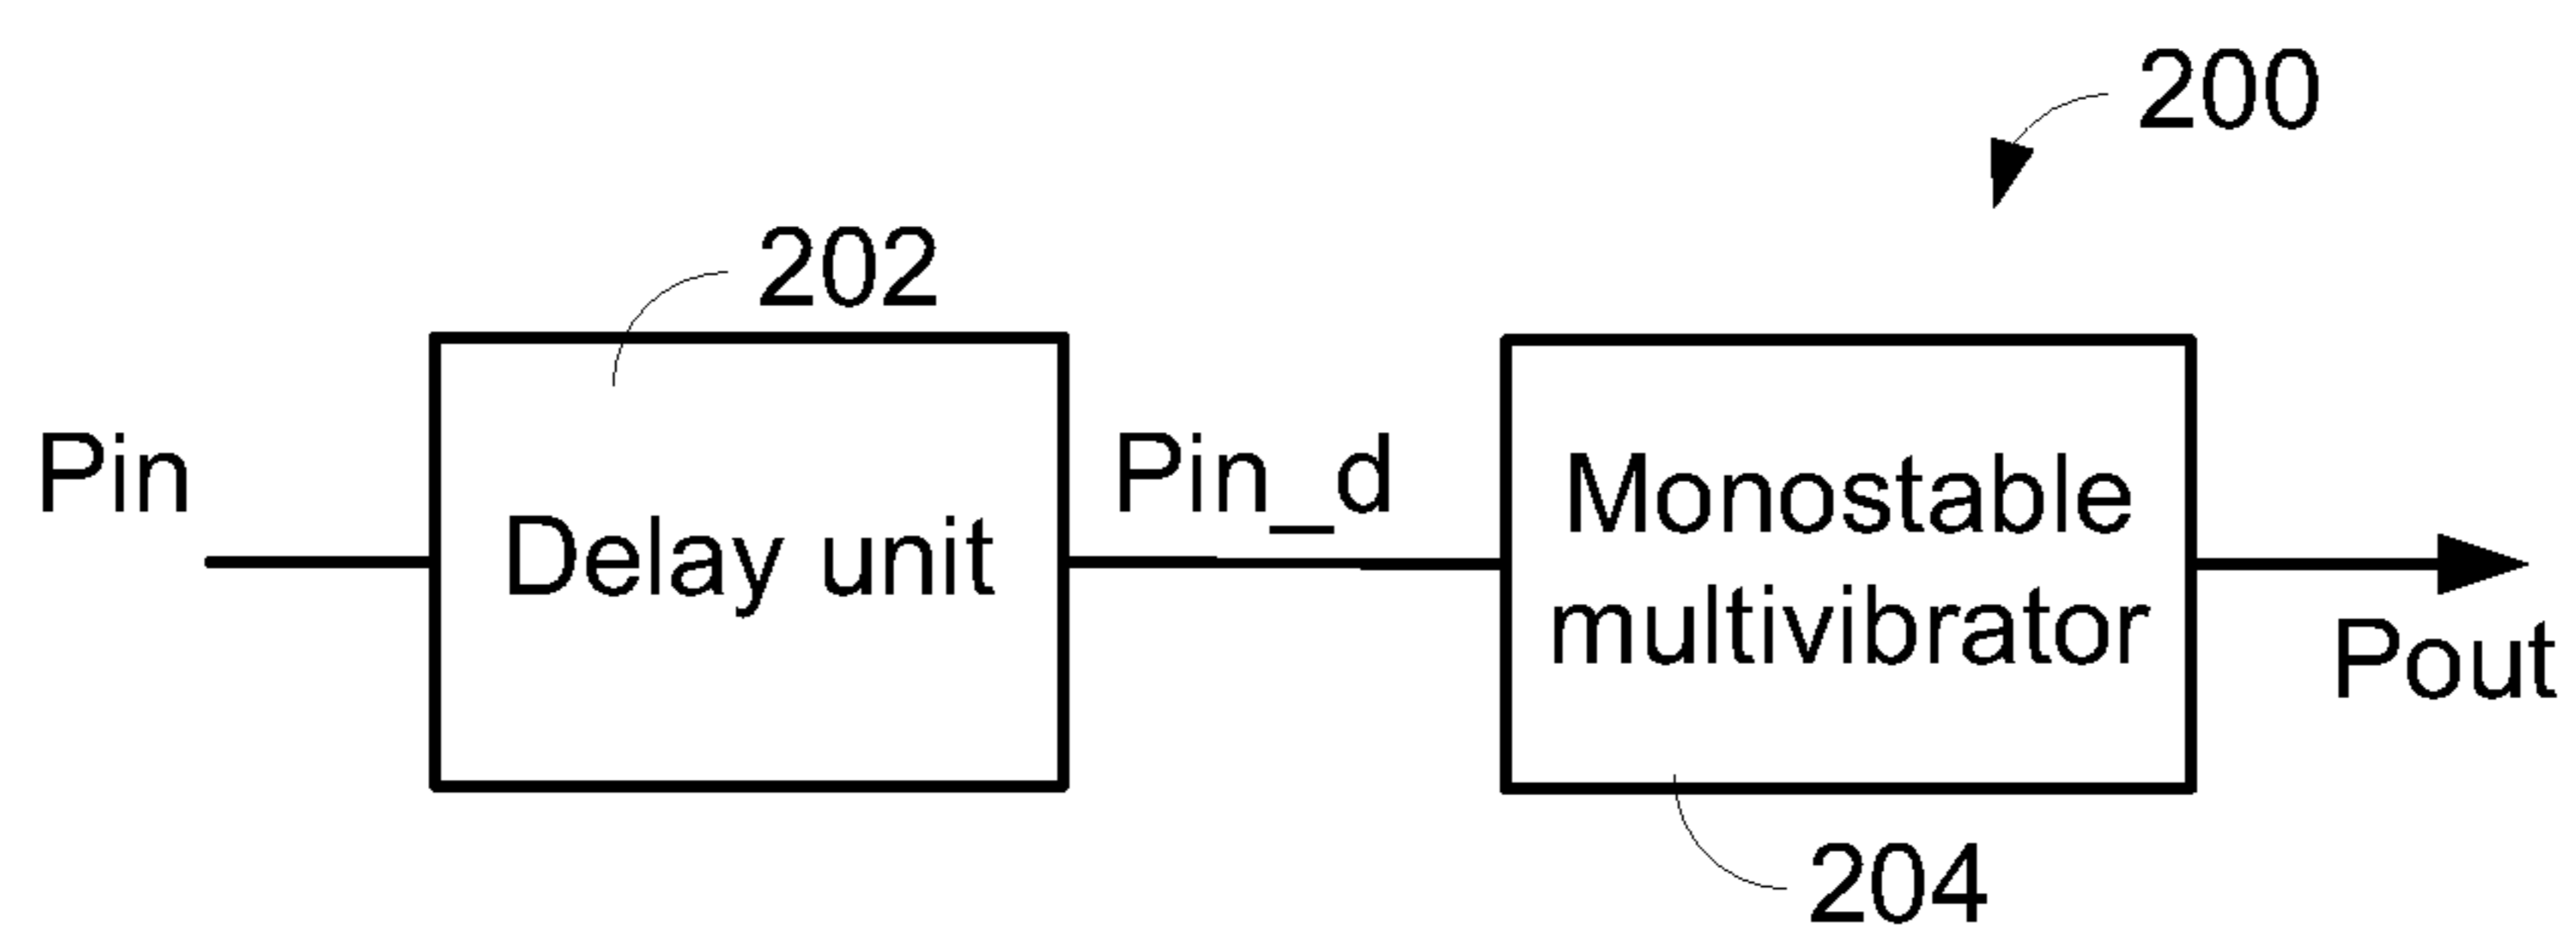 200
202
Pin
Delay unit
Pin_d
Monostable
multivibrator
Pout
204